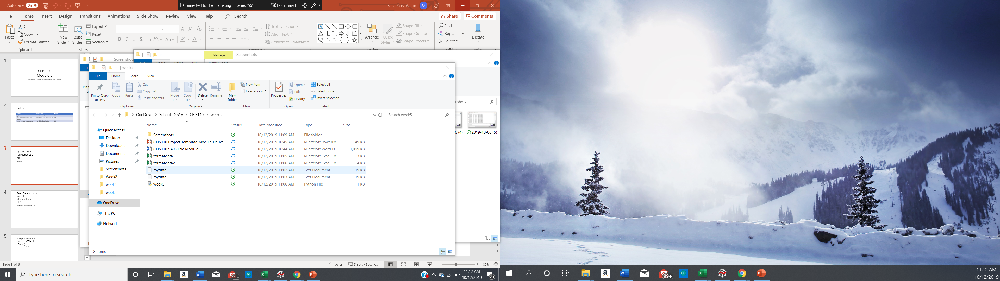 AutoSave On
Connected to [TV] Samsung 6 Series (55) Disconnect
Schaefers, Aaron SA
File Home Insert Design Transitions Animations Slide Show Review View Help Search
Share Comments
Paste Cut Copy Format Painter
Clipboard
New Slide Reuse Slides Layout Reset Section
Slides
B I U S ab AV Aa A
Text Direction
Align Text
Convert to SmartArt
Arrange Quick Styles
Shape Fill
Shape Outline
Shape Effects
Find
Replace
Select
Dictate
1
CEIS110
Module 5
Reading and Manipulating data from the Arduino
2
Rubric
3
Python code
(Screenshot or
file)
4
Read Data into csv
format
(Screenshot or
file)
5
Temperature and
Humidity Trial 1
(Graph)
Screenshots
Manage Screenshots
week5
File Home Share View
Pin to Quick access Copy Paste
Cut
Copy path
Paste shortcut
Clipboard
Move to Copy to Delete Rename
Organize
New folder New item Easy access
New
Properties Open Edit History
Open
Select all
Select none
Invert selection
Select
OneDrive School-DeVry CEIS110 week5
Search week5
Name Status Date modified Type Size
Screenshots 10/12/2019 11:09 AM File folder
CEIS110 Project Template Module Delive... 10/12/2019 10:45 AM Microsoft PowerPo... 49 KB
CEIS110 SA Guide Module 5 10/12/2019 10:44 AM Microsoft Word D... 1,099 KB
formatdata 10/12/2019 11:05 AM Microsoft Excel Co... 3 KB
formatdata2 10/12/2019 11:06 AM Microsoft Excel Co... 4 KB
mydata 10/12/2019 11:02 AM Text Document 19 KB
mydata2 10/12/2019 11:03 AM Text Document 19 KB
week5 10/12/2019 11:06 AM Python File 1 KB
Quick access
Desktop
Downloads
Documents
Pictures
Screenshots
Week2
week4
week5
OneDrive
This PC
Network
8 items
6 (4) 2019-10-06 (5)
Slide 3 of 6
Notes Display Settings 85%
Type here to search
99+
11:12 AM
10/12/2019
20
99+
11:12 AM
10/12/2019